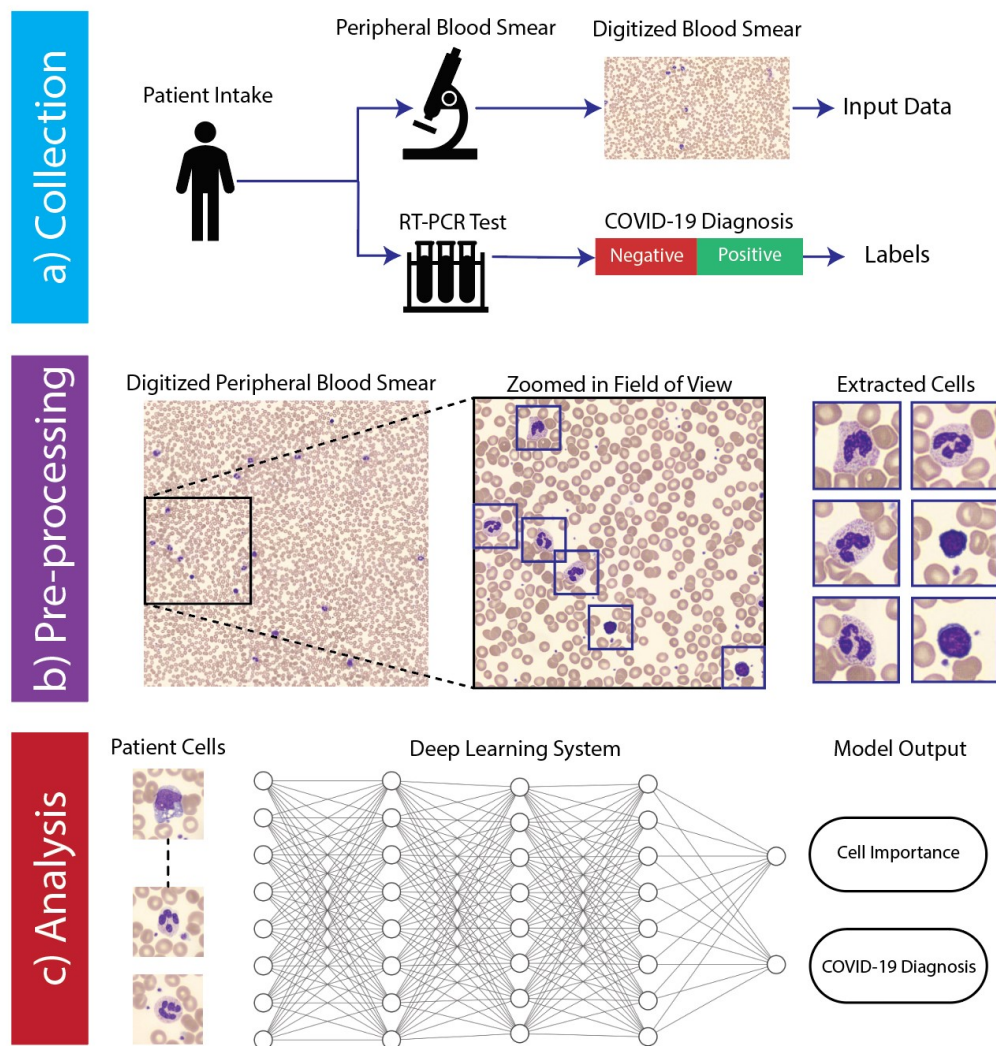 a) Collection
Peripheral Blood Smear
Digitized Blood Smear
Patient Intake
Input Data
RT-PCR Test
COVID-19 Diagnosis
Negative
Positive
Labels
b) Pre-processing
Digitized Peripheral Blood Smear
Zoomed in Field of View
Extracted Cells
c) Analysis
Patient Cells
Deep Learning System
Model Output
Cell Importance
COVID-19 Diagnosis